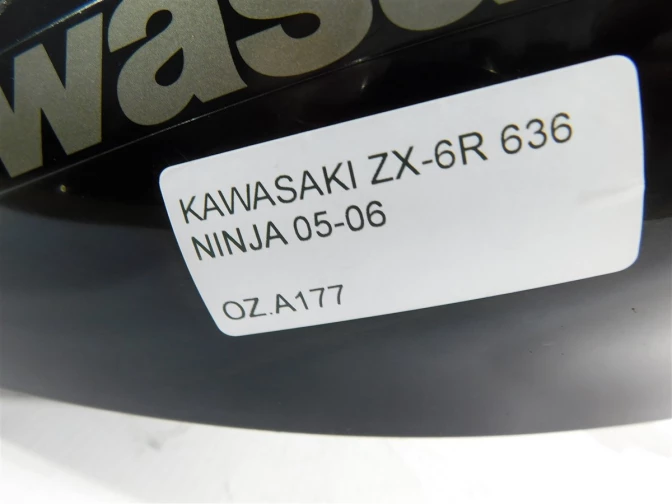 wasa
KAWASAKI ZX-6R 636
NINJA 05-06
OZ.A177